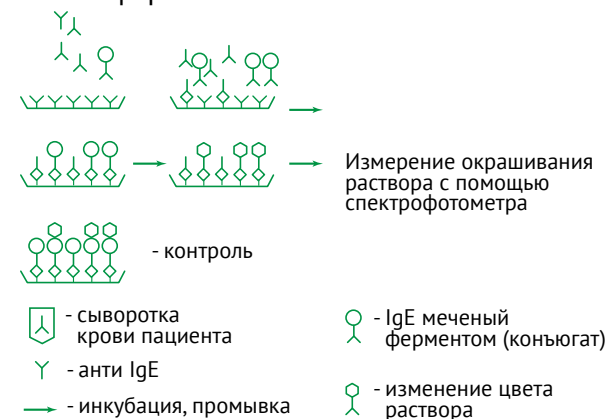 Измерение окрашивания
раствора с помощью
спектрофотометра
- контроль
- сыворотка
крови пациента
- IgE меченый
ферментом (конъюгат)
- анти IgE
- инкубация, промывка
- изменение цвета
раствора